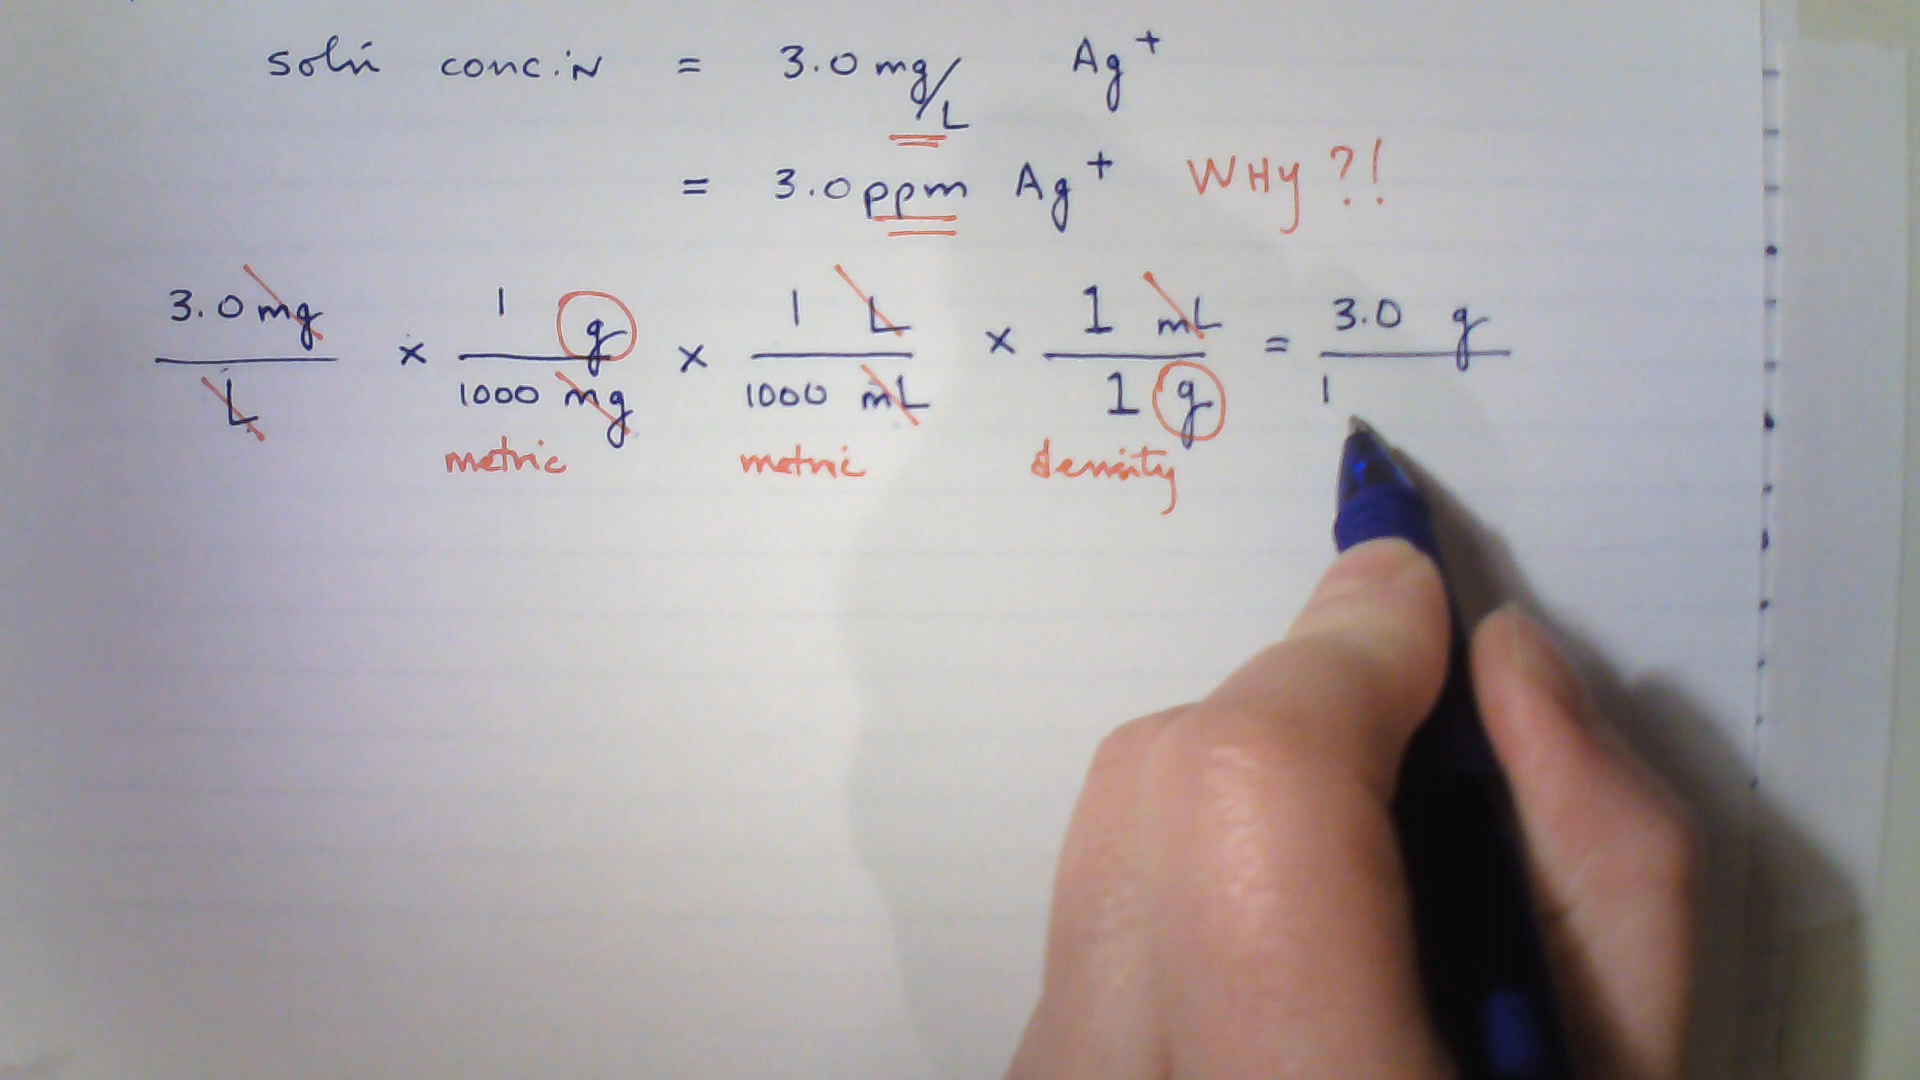 soln conc:N = 3.0 mg/L Ag+
= 3.0 ppm Ag+ WHY?!
3.0 mg × 1 g × 1 L × 1 mL = 3.0 g
L 1000 mg 1000 mL 1 g 1
metric metric density